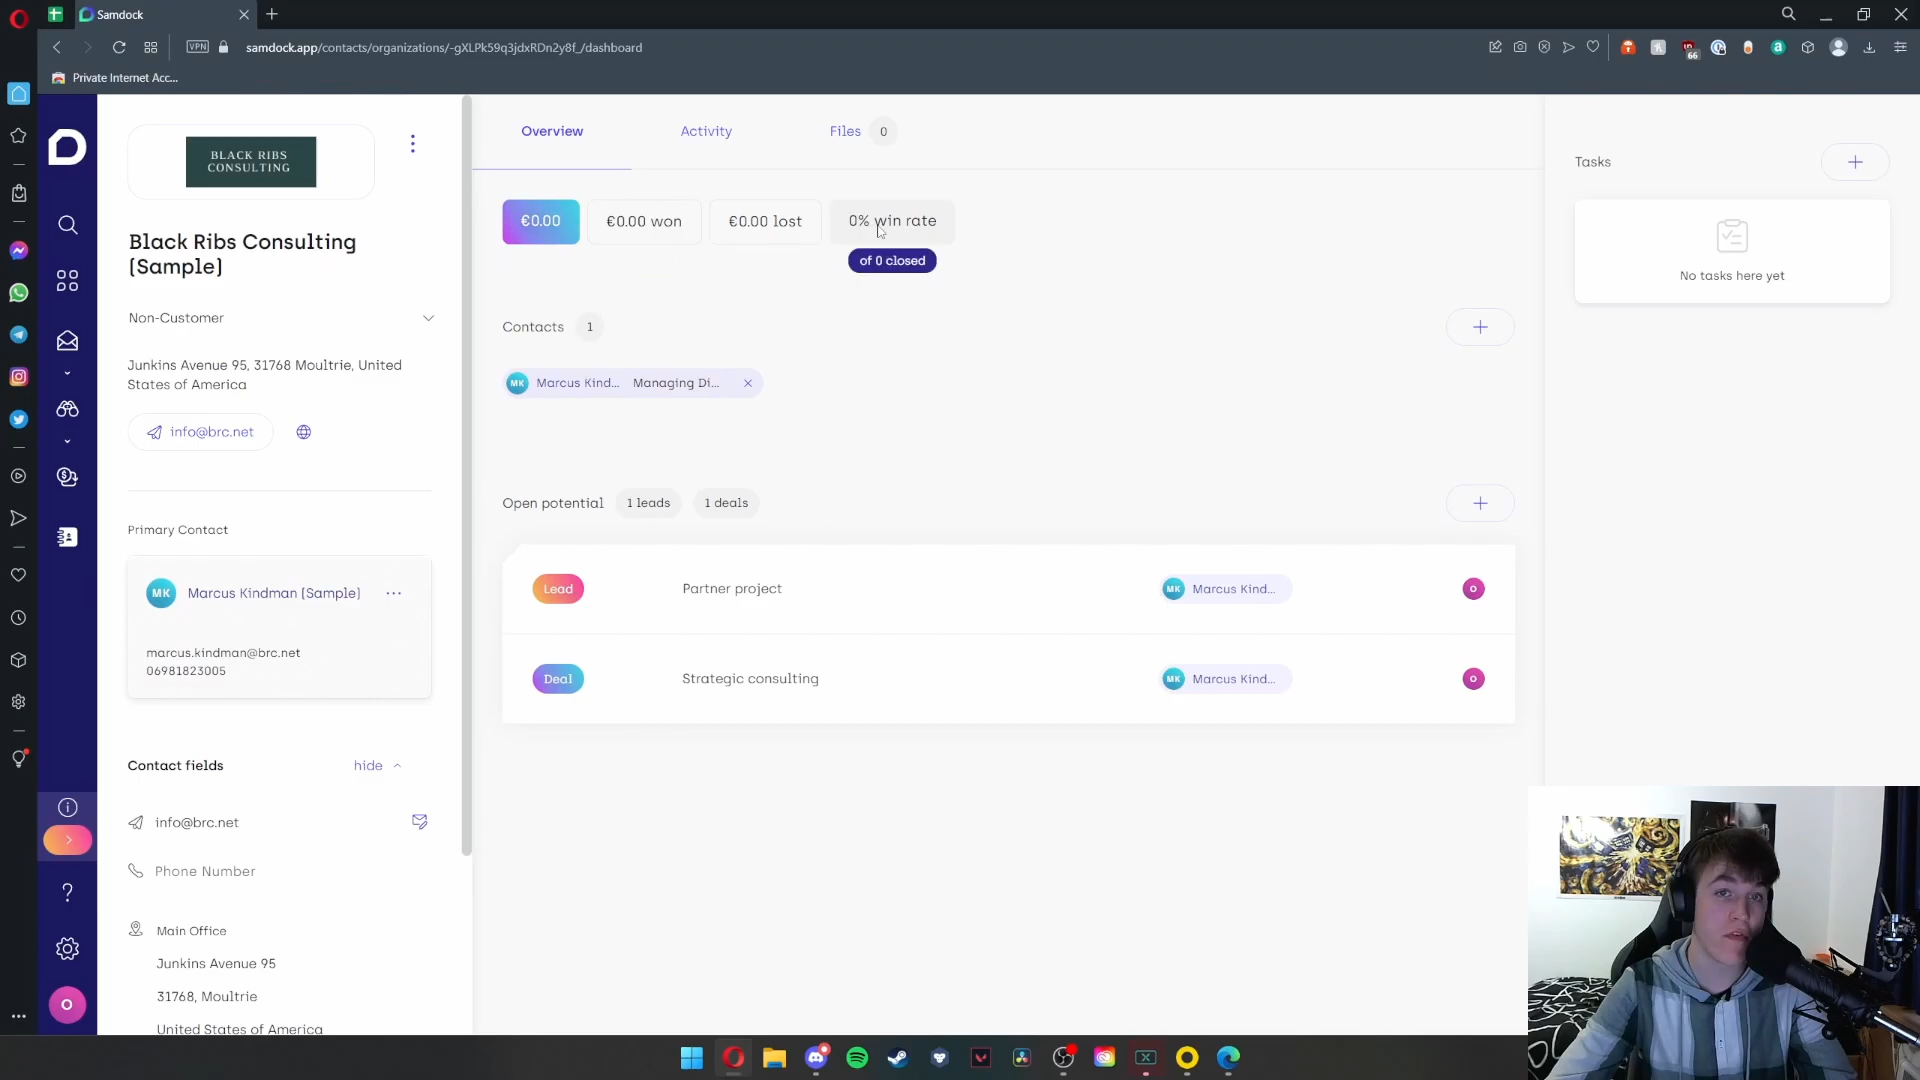 Samdock
VPN
samdock.app/contacts/organizations/-gXLPk59q3jdxRDn2y8f_/dashboard
66
Private Internet Acc...
BLACK RIBS
CONSULTING
Black Ribs Consulting
(Sample)
Non-Customer
Junkins Avenue 95, 31768 Moultrie, United
States of America
info@brc.net
Primary Contact
MK
Marcus Kindman (Sample)
marcus.kindman@brc.net
06981823005
Contact fields
hide
info@brc.net
Phone Number
Main Office
Junkins Avenue 95
31768, Moultrie
United States of America
Overview
Activity
Files 0
€0.00
€0.00 won
€0.00 lost
0% win rate
of 0 closed
Contacts 1
MK Marcus Kind... Managing Di...
Open potential 1 leads 1 deals
Lead Partner project MK Marcus Kind... O
Deal Strategic consulting MK Marcus Kind... O
Tasks
No tasks here yet
O